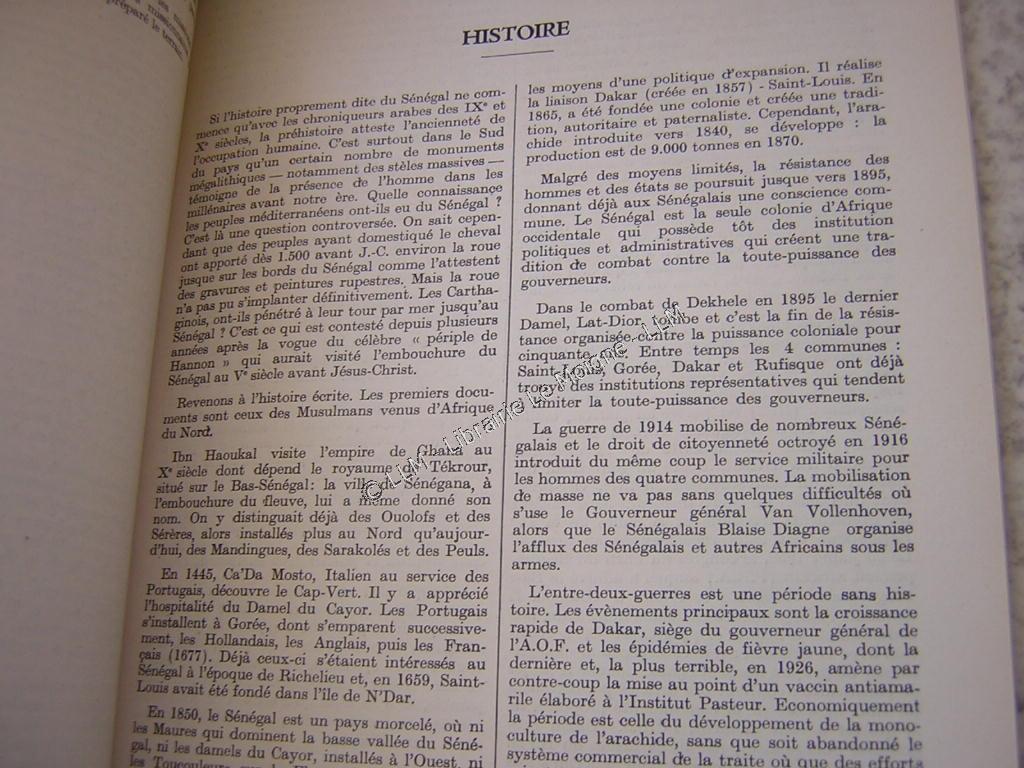 missionnaires
préparé le terrain.
HISTOIRE
Si l'histoire proprement dite du Sénégal ne com-
mence qu'avec les chroniqueurs arabes des IXe et
Xe siècles, la préhistoire atteste l'ancienneté de
l'occupation humaine. C'est surtout dans le Sud
du pays qu'un certain nombre de monuments
mégalithiques — notamment des stèles massives —
témoigne de la présence de l'homme dans les
millénaires avant notre ère. Quelle connaissance
les peuples méditerranéens ont-ils eu du Sénégal ?
C'est là une question controversée. On sait cepen-
dant que des peuples ayant domestiqué le cheval
ont apporté dès 1.500 avant J.-C. environ la roue
jusque sur les bords du Sénégal comme l'attestent
des gravures et peintures rupestres. Mais la roue
n'a pas pu s'implanter définitivement. Les Cartha-
ginois, ont-ils pénétré à leur tour par mer jusqu'au
Sénégal ? C'est ce qui est contesté depuis plusieurs
années après la vogue du célèbre « périple de
Hannon » qui aurait visité l'embouchure du
Sénégal au Ve siècle avant Jésus-Christ.
Revenons à l'histoire écrite. Les premiers docu-
ments sont ceux des Musulmans venus d'Afrique
du Nord.
Ibn Haoukal visite l'empire de Ghana au
Xe siècle dont dépend le royaume de Tékrour,
situé sur le Bas-Sénégal : la ville de Sénégana, à
l'embouchure du fleuve, lui a même donné son
nom. On y distinguait déjà des Ouolofs et des
Sérères, alors installés plus au Nord qu'aujour-
d'hui, des Mandingues, des Sarakolés et des Peuls.
En 1445, Ca'Da Mosto, Italien au service des
Portugais, découvre le Cap-Vert. Il y a apprécié
l'hospitalité du Damel du Cayor. Les Portugais
s'installent à Gorée, dont s'emparent successive-
ment, les Hollandais, les Anglais, puis les Fran-
çais (1677). Déjà ceux-ci s'étaient intéressés au
Sénégal à l'époque de Richelieu et, en 1659, Saint-
Louis avait été fondé dans l'île de N'Dar.
En 1850, le Sénégal est un pays morcelé, où ni
les Maures qui dominent la basse vallée du Séné-
gal, ni les damels du Cayor, installés à l'Ouest, ni
les Toucouleurs
les moyens d'une politique d'expansion. Il réalise
la liaison Dakar (créée en 1857) - Saint-Louis. En
1865, a été fondée une colonie et créée une tradi-
tion, autoritaire et paternaliste. Cependant, l'ara-
chide introduite vers 1840, se développe : la
production est de 9.000 tonnes en 1870.
Malgré des moyens limités, la résistance des
hommes et des états se poursuit jusque vers 1895,
donnant déjà aux Sénégalais une conscience com-
mune. Le Sénégal est la seule colonie d'Afrique
occidentale qui possède tôt des institution
politiques et administratives qui créent une tra-
dition de combat contre la toute-puissance des
gouverneurs.
Dans le combat de Dekhele en 1895 le dernier
Damel, Lat-Dior, tombe et c'est la fin de la résis-
tance organisée contre la puissance coloniale pour
cinquante ans. Entre temps les 4 communes :
Saint-Louis, Gorée, Dakar et Rufisque ont déjà
trouvé des institutions représentatives qui tendent
à limiter la toute-puissance des gouverneurs.
La guerre de 1914 mobilise de nombreux Séné-
galais et le droit de citoyenneté octroyé en 1916
introduit du même coup le service militaire pour
les hommes des quatre communes. La mobilisation
de masse ne va pas sans quelques difficultés où
s'use le Gouverneur général Van Vollenhoven,
alors que le Sénégalais Blaise Diagne organise
l'afflux des Sénégalais et autres Africains sous les
armes.
L'entre-deux-guerres est une période sans his-
toire. Les évènements principaux sont la croissance
rapide de Dakar, siège du gouverneur général de
l'A.O.F. et les épidémies de fièvre jaune, dont la
dernière et, la plus terrible, en 1926, amène par
contre-coup la mise au point d'un vaccin antiama-
rile élaboré à l'Institut Pasteur. Economiquement
la période est celle du développement de la mono-
culture de l'arachide, sans que soit abandonné le
système commercial de la traite où que des efforts
© LLM - Librairie Le Moigne - LLM